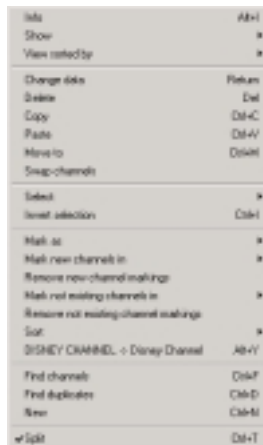 Info Alt+I
Show
View sorted by
Change data Return
Delete Del
Copy Ctrl+C
Paste Ctrl+V
Move to Ctrl+M
Swap channels
Select
Invert selection Ctrl+I
Mark as
Mark new channels in
Remove new channel markings
Mark not existing channels in
Remove not existing channel markings
Sort
DISNEY CHANNEL -> Disney Channel Alt+V
Find channels Ctrl+F
Find duplicates Ctrl+D
New Ctrl+N
Split Ctrl+T